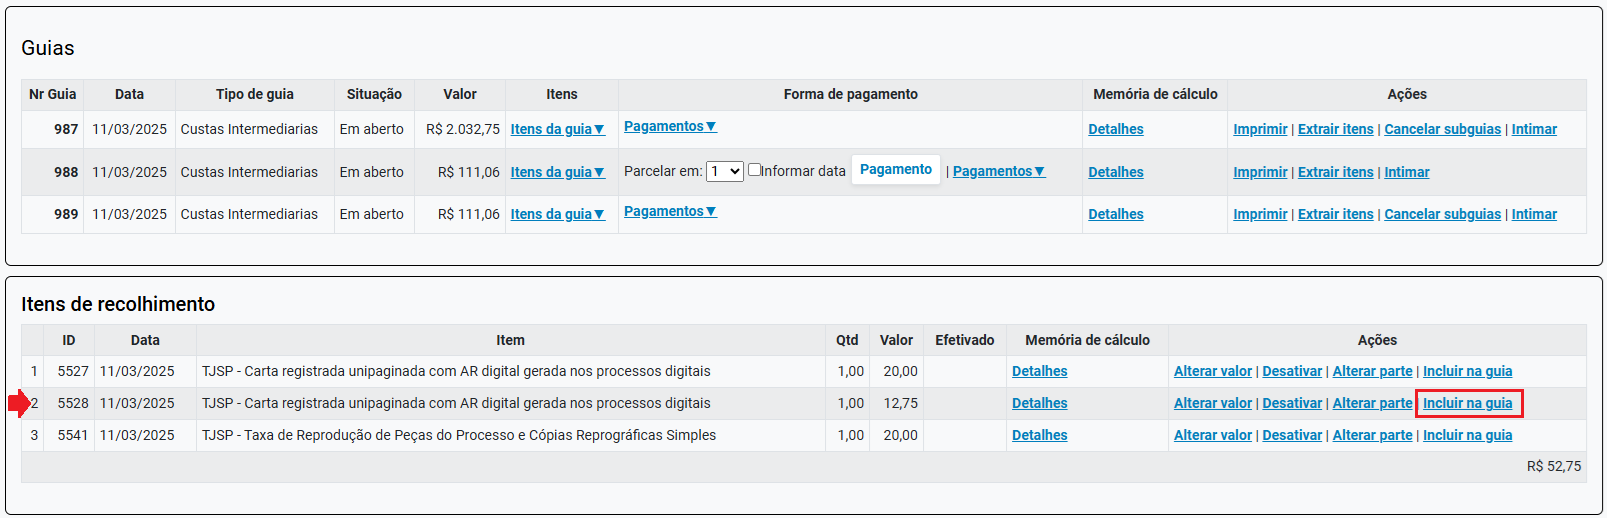 Guias
Nr Guia Data Tipo de guia Situação Valor Itens Forma de pagamento Memória de cálculo Ações
987 11/03/2025 Custas Intermediarias Em aberto R$ 2.032,75 Itens da guia▼ Pagamentos▼ Detalhes Imprimir | Extrair itens | Cancelar subguias | Intimar
988 11/03/2025 Custas Intermediarias Em aberto R$ 111,06 Itens da guia▼ Parcelar em: 1 Informar data Pagamento | Pagamentos▼ Detalhes Imprimir | Extrair itens | Intimar
989 11/03/2025 Custas Intermediarias Em aberto R$ 111,06 Itens da guia▼ Pagamentos▼ Detalhes Imprimir | Extrair itens | Cancelar subguias | Intimar
Itens de recolhimento
ID Data Item Qtd Valor Efetivado Memória de cálculo Ações
1 5527 11/03/2025 TJSP - Carta registrada unipaginada com AR digital gerada nos processos digitais 1,00 20,00 Detalhes Alterar valor | Desativar | Alterar parte | Incluir na guia
2 5528 11/03/2025 TJSP - Carta registrada unipaginada com AR digital gerada nos processos digitais 1,00 12,75 Detalhes Alterar valor | Desativar | Alterar parte | Incluir na guia
3 5541 11/03/2025 TJSP - Taxa de Reprodução de Peças do Processo e Cópias Reprográficas Simples 1,00 20,00 Detalhes Alterar valor | Desativar | Alterar parte | Incluir na guia
R$ 52,75